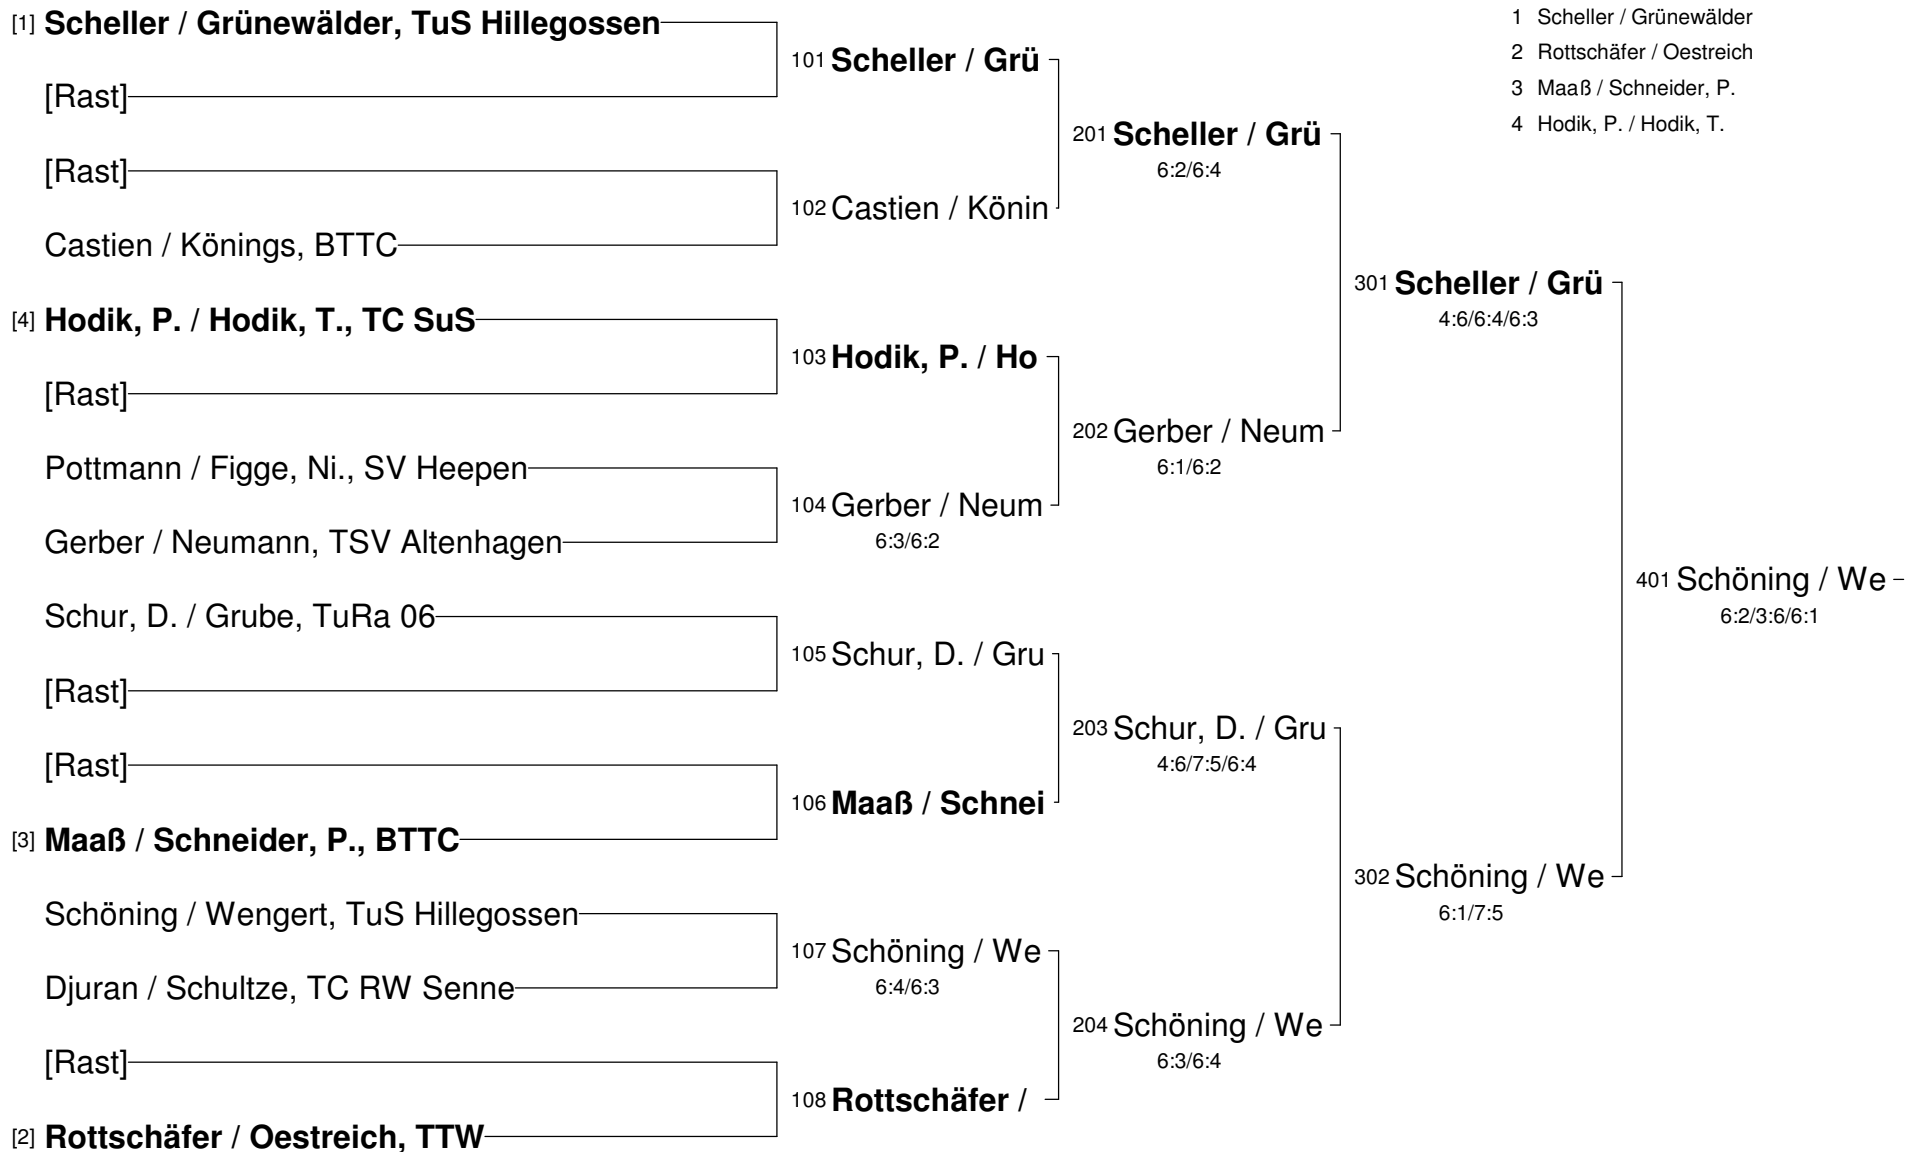 [1] Scheller / Grünewälder, TuS Hillegossen
[Rast]
[Rast]
Castien / Könings, BTTC
[4] Hodik, P. / Hodik, T., TC SuS
[Rast]
Pottmann / Figge, Ni., SV Heepen
Gerber / Neumann, TSV Altenhagen
Schur, D. / Grube, TuRa 06
[Rast]
[Rast]
[3] Maaß / Schneider, P., BTTC
Schöning / Wengert, TuS Hillegossen
Djuran / Schultze, TC RW Senne
[Rast]
[2] Rottschäfer / Oestreich, TTW
101 Scheller / Grü
102 Castien / Könin
103 Hodik, P. / Ho
104 Gerber / Neum
6:3/6:2
105 Schur, D. / Gru
106 Maaß / Schnei
107 Schöning / We
6:4/6:3
108 Rottschäfer /
201 Scheller / Grü
6:2/6:4
202 Gerber / Neum
6:1/6:2
203 Schur, D. / Gru
4:6/7:5/6:4
204 Schöning / We
6:3/6:4
301 Scheller / Grü
4:6/6:4/6:3
302 Schöning / We
6:1/7:5
401 Schöning / We
6:2/3:6/6:1
1 Scheller / Grünewälder
2 Rottschäfer / Oestreich
3 Maaß / Schneider, P.
4 Hodik, P. / Hodik, T.